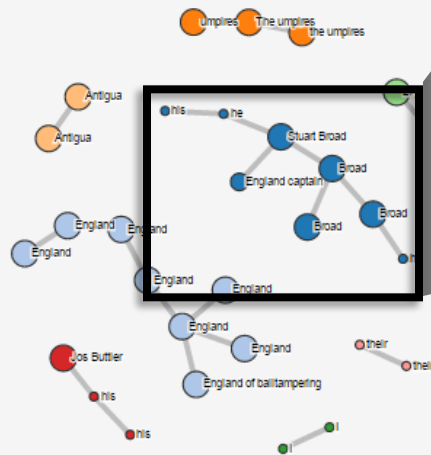 umpires
The umpires
the umpires
Antigua
his
he
Antigua
Stuart Broad
Broad
England captain
Broad
England
England
Broad
England
England
England
England
England
their
Jos Buttler
their
his
England of balltampering
his
I
I